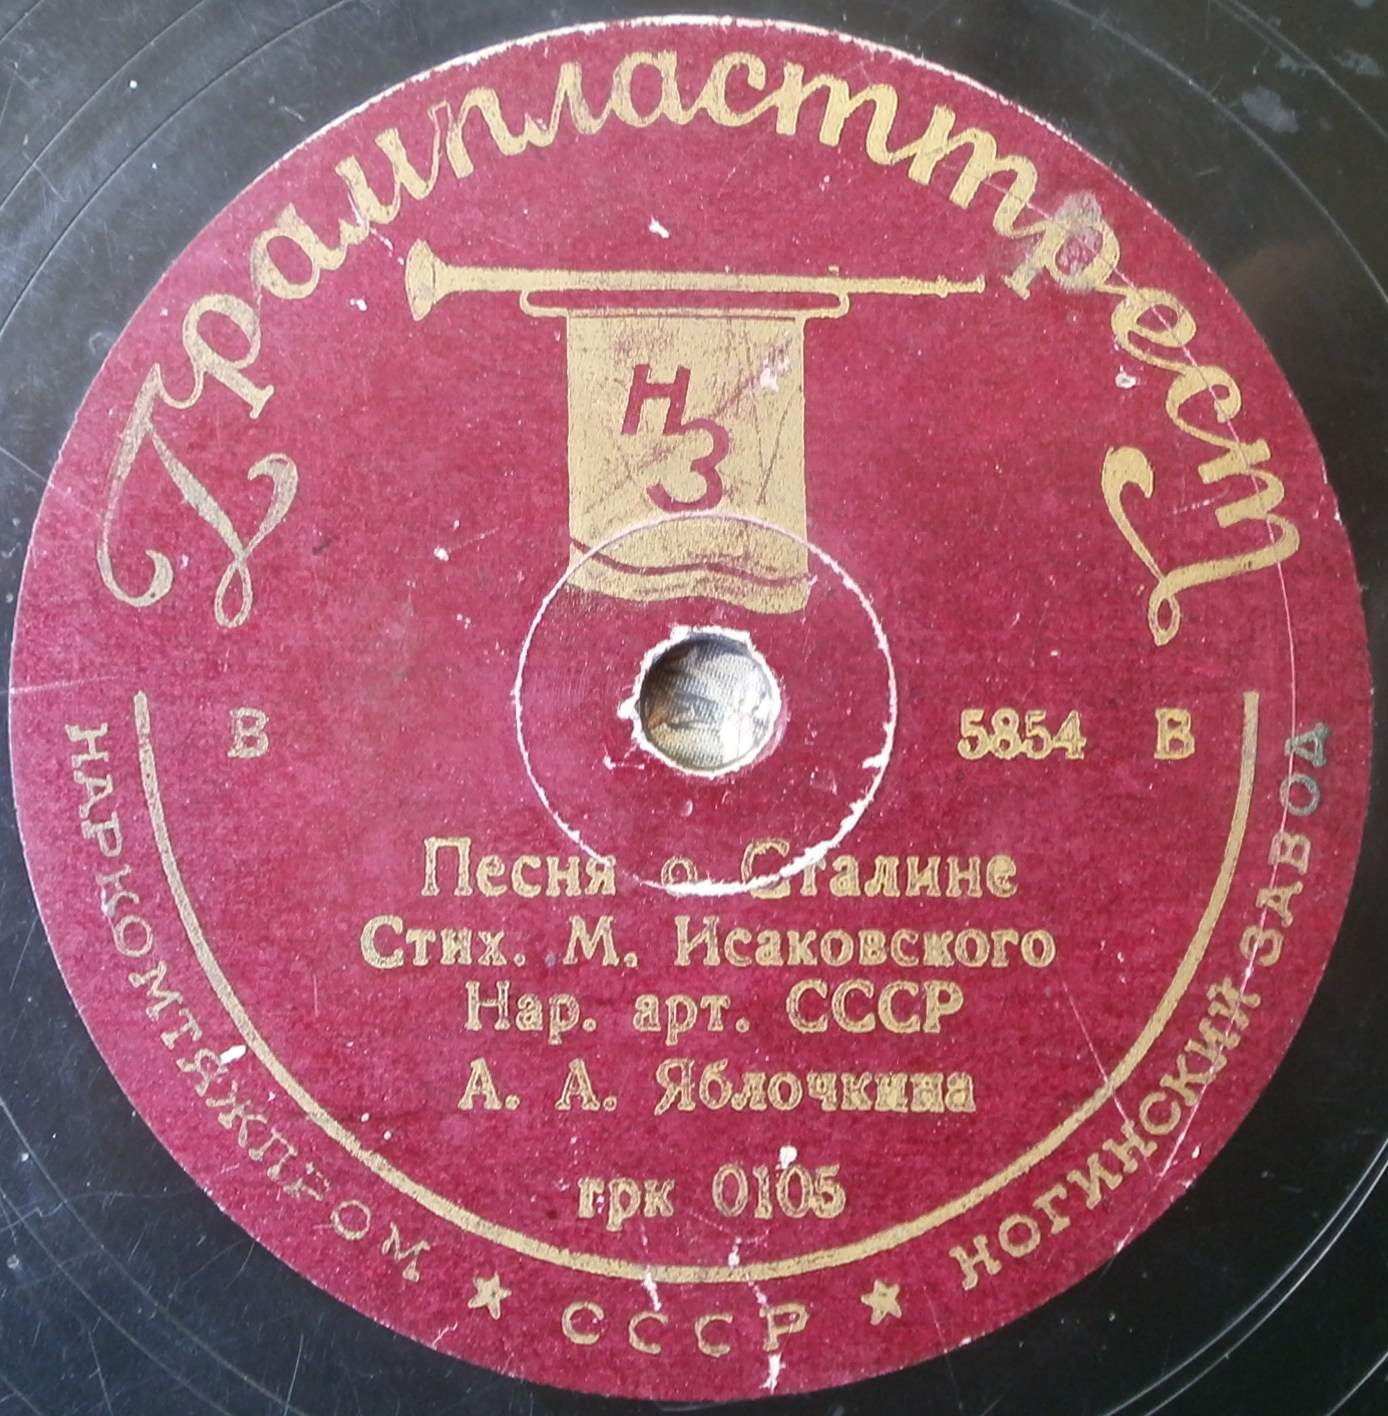 Грампласттрест
НЗ
В 5854 В
Песня о Сталине
Стих. М. Исаковского
Нар. арт. СССР
А. А. Яблочкина
грк 0105
НАРКОМТЯЖПРОМ ★ СССР ★ НОГИНСКИЙ ЗАВОД